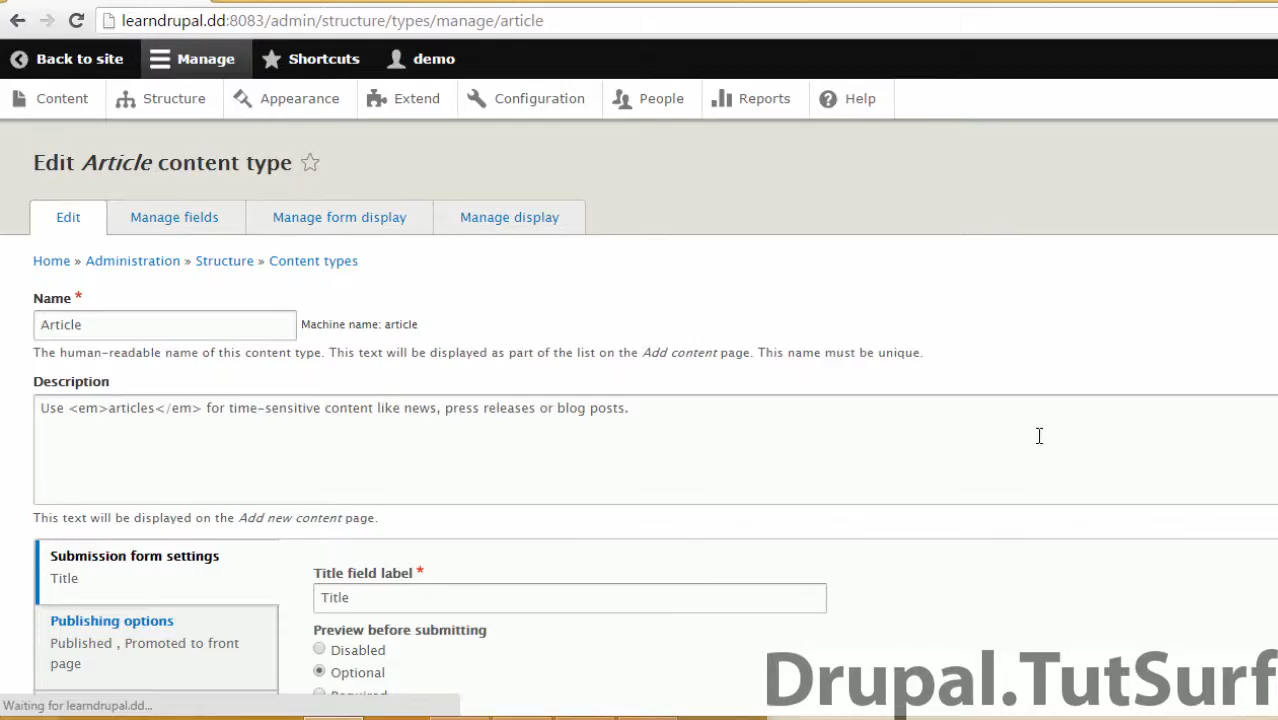 learndrupal.dd:8083/admin/structure/types/manage/article
Back to site Manage Shortcuts demo
Content Structure Appearance Extend Configuration People Reports Help
Edit Article content type
Edit Manage fields Manage form display Manage display
Home » Administration » Structure » Content types
Name *
Article Machine name: article
The human-readable name of this content type. This text will be displayed as part of the list on the Add content page. This name must be unique.
Description
Use <em>articles</em> for time-sensitive content like news, press releases or blog posts.
This text will be displayed on the Add new content page.
Submission form settings
Title
Title field label *
Title
Publishing options
Published , Promoted to front
page
Preview before submitting
Disabled
Optional
Required
Drupal.TutSurf
Waiting for learndrupal.dd...